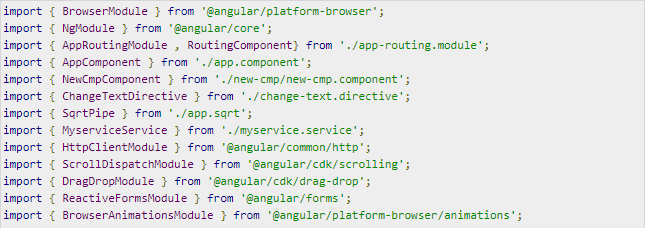 import { BrowserModule } from '@angular/platform-browser';
import { NgModule } from '@angular/core';
import { AppRoutingModule , RoutingComponent} from './app-routing.module';
import { AppComponent } from './app.component';
import { NewCmpComponent } from './new-cmp/new-cmp.component';
import { ChangeTextDirective } from './change-text.directive';
import { SqrtPipe } from './app.sqrt';
import { MyserviceService } from './myservice.service';
import { HttpClientModule } from '@angular/common/http';
import { ScrollDispatchModule } from '@angular/cdk/scrolling';
import { DragDropModule } from '@angular/cdk/drag-drop';
import { ReactiveFormsModule } from '@angular/forms';
import { BrowserAnimationsModule } from '@angular/platform-browser/animations';